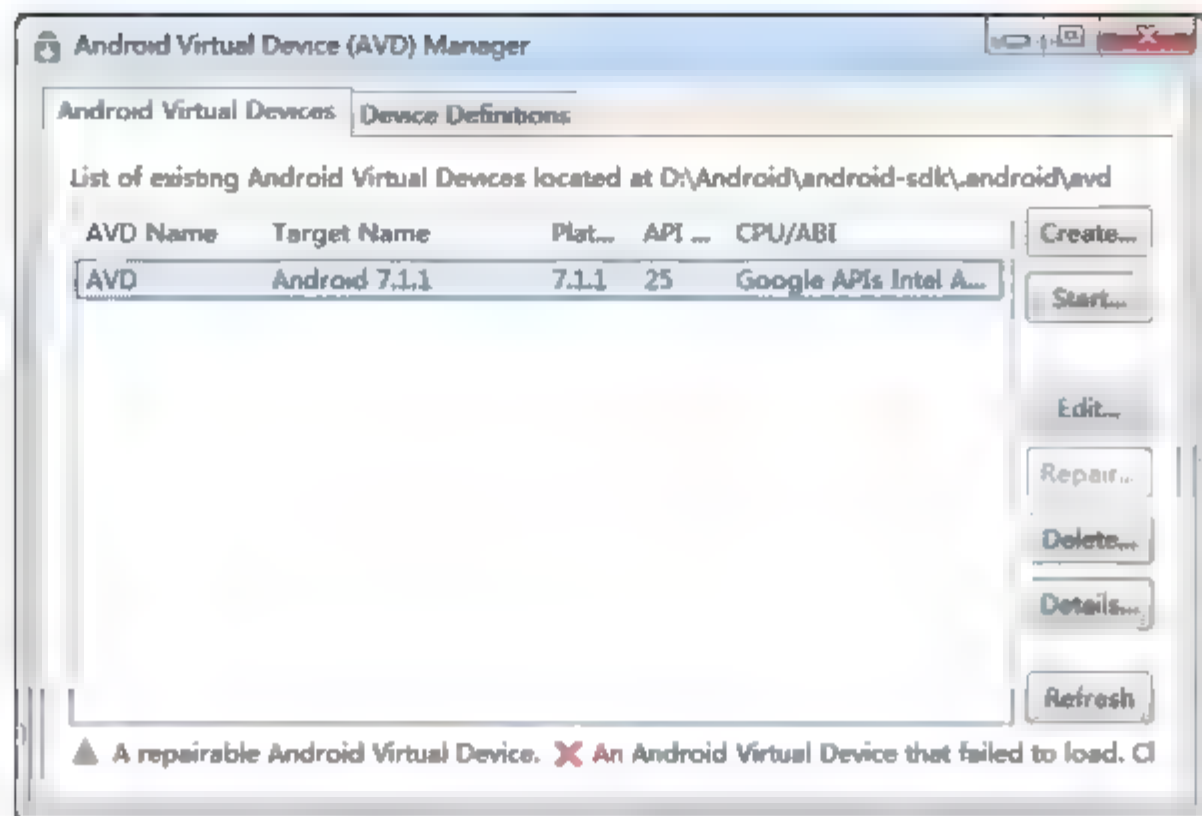 Android Virtual Device (AVD) Manager
Android Virtual Devices Device Definitions
List of existing Android Virtual Devices located at D:\Android\android-sdk\.android\avd
AVD Name Target Name Plat... API ... CPU/ABI
AVD Android 7.1.1 7.1.1 25 Google APIs Intel A...
Create...
Start...
Edit...
Repair...
Delete...
Details...
Refresh
A repairable Android Virtual Device. An Android Virtual Device that failed to load. Cl